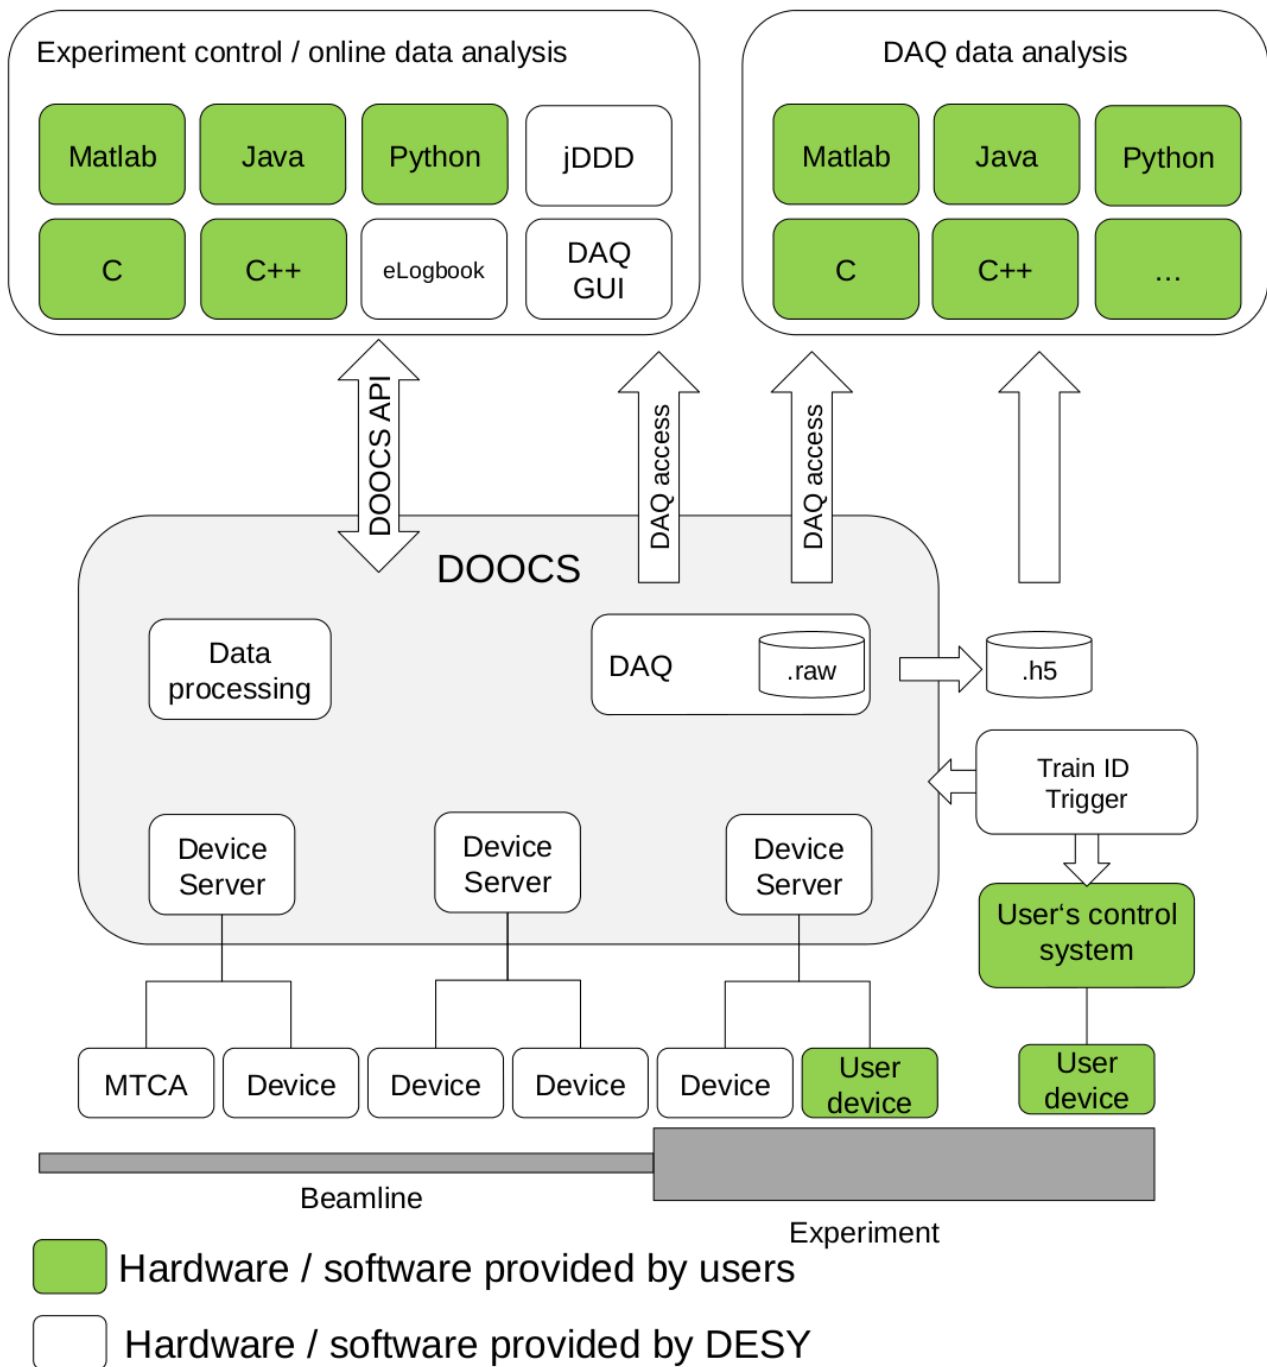 Experiment control / online data analysis
Matlab
Java
Python
jDDD
C
C++
eLogbook
DAQ
GUI
DAQ data analysis
Matlab
Java
Python
C
C++
...
DOOCS API
DAQ access
DAQ access
DOOCS
Data
processing
DAQ
.raw
.h5
Train ID
Trigger
Device
Server
Device
Server
Device
Server
User‘s control
system
MTCA
Device
Device
Device
Device
User
device
User
device
Beamline
Experiment
Hardware / software provided by users
Hardware / software provided by DESY